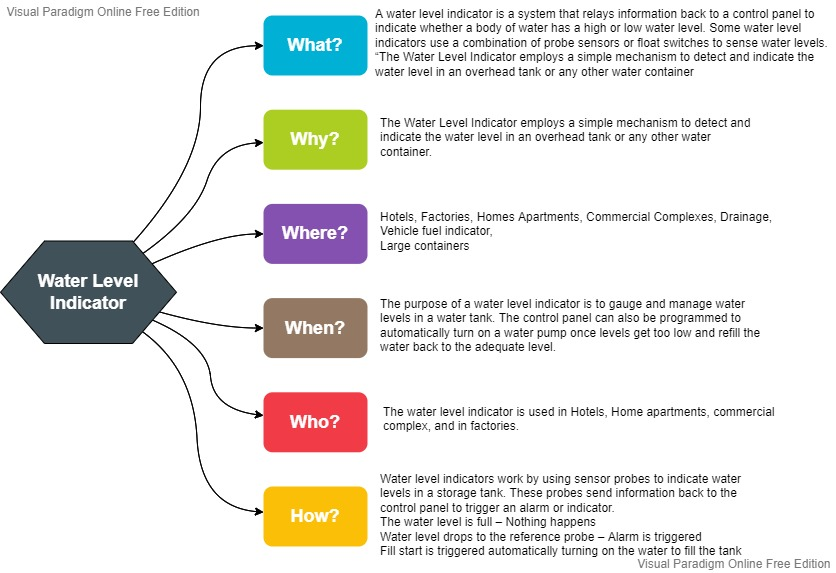 Visual Paradigm Online Free Edition
What?
A water level indicator is a system that relays information back to a control panel to
indicate whether a body of water has a high or low water level. Some water level
indicators use a combination of probe sensors or float switches to sense water levels.
“The Water Level Indicator employs a simple mechanism to detect and indicate the
water level in an overhead tank or any other water container
Why?
The Water Level Indicator employs a simple mechanism to detect and
indicate the water level in an overhead tank or any other water
container.
Where?
Hotels, Factories, Homes Apartments, Commercial Complexes, Drainage,
Vehicle fuel indicator,
Large containers
Water Level
Indicator
When?
The purpose of a water level indicator is to gauge and manage water
levels in a water tank. The control panel can also be programmed to
automatically turn on a water pump once levels get too low and refill the
water back to the adequate level.
Who?
The water level indicator is used in Hotels, Home apartments, commercial
complex, and in factories.
How?
Water level indicators work by using sensor probes to indicate water
levels in a storage tank. These probes send information back to the
control panel to trigger an alarm or indicator.
The water level is full – Nothing happens
Water level drops to the reference probe – Alarm is triggered
Fill start is triggered automatically turning on the water to fill the tank
Visual Paradigm Online Free Edition